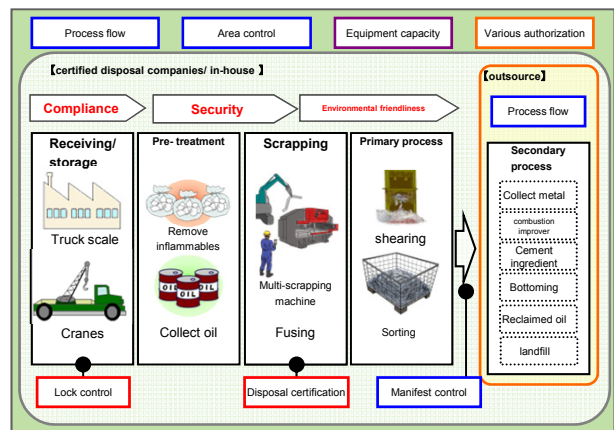 Process flow
Area control
Equipment capacity
Various authorization
【certified disposal companies/ in-house 】
【outsource】
Compliance
Security
Environmental friendliness
Process flow
Receiving/
storage
Truck scale
Cranes
Pre- treatment
Remove
inflammables
OIL
OIL
OIL
Collect oil
Scrapping
Multi-scrapping
machine
Fusing
Primary process
shearing
Sorting
Secondary
process
Collect metal
combustion
improver
Cement
ingredient
Bottoming
Reclaimed oil
landfill
Lock control
Disposal certification
Manifest control